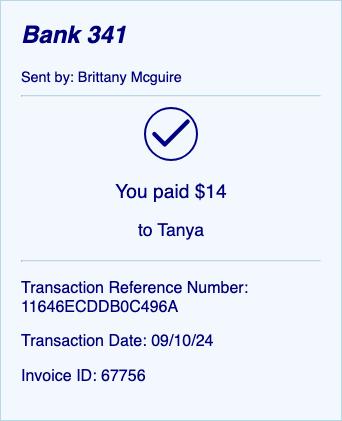 Bank 341
Sent by: Brittany Mcguire
You paid $14
to Tanya
Transaction Reference Number:
11646ECDDB0C496A
Transaction Date: 09/10/24
Invoice ID: 67756